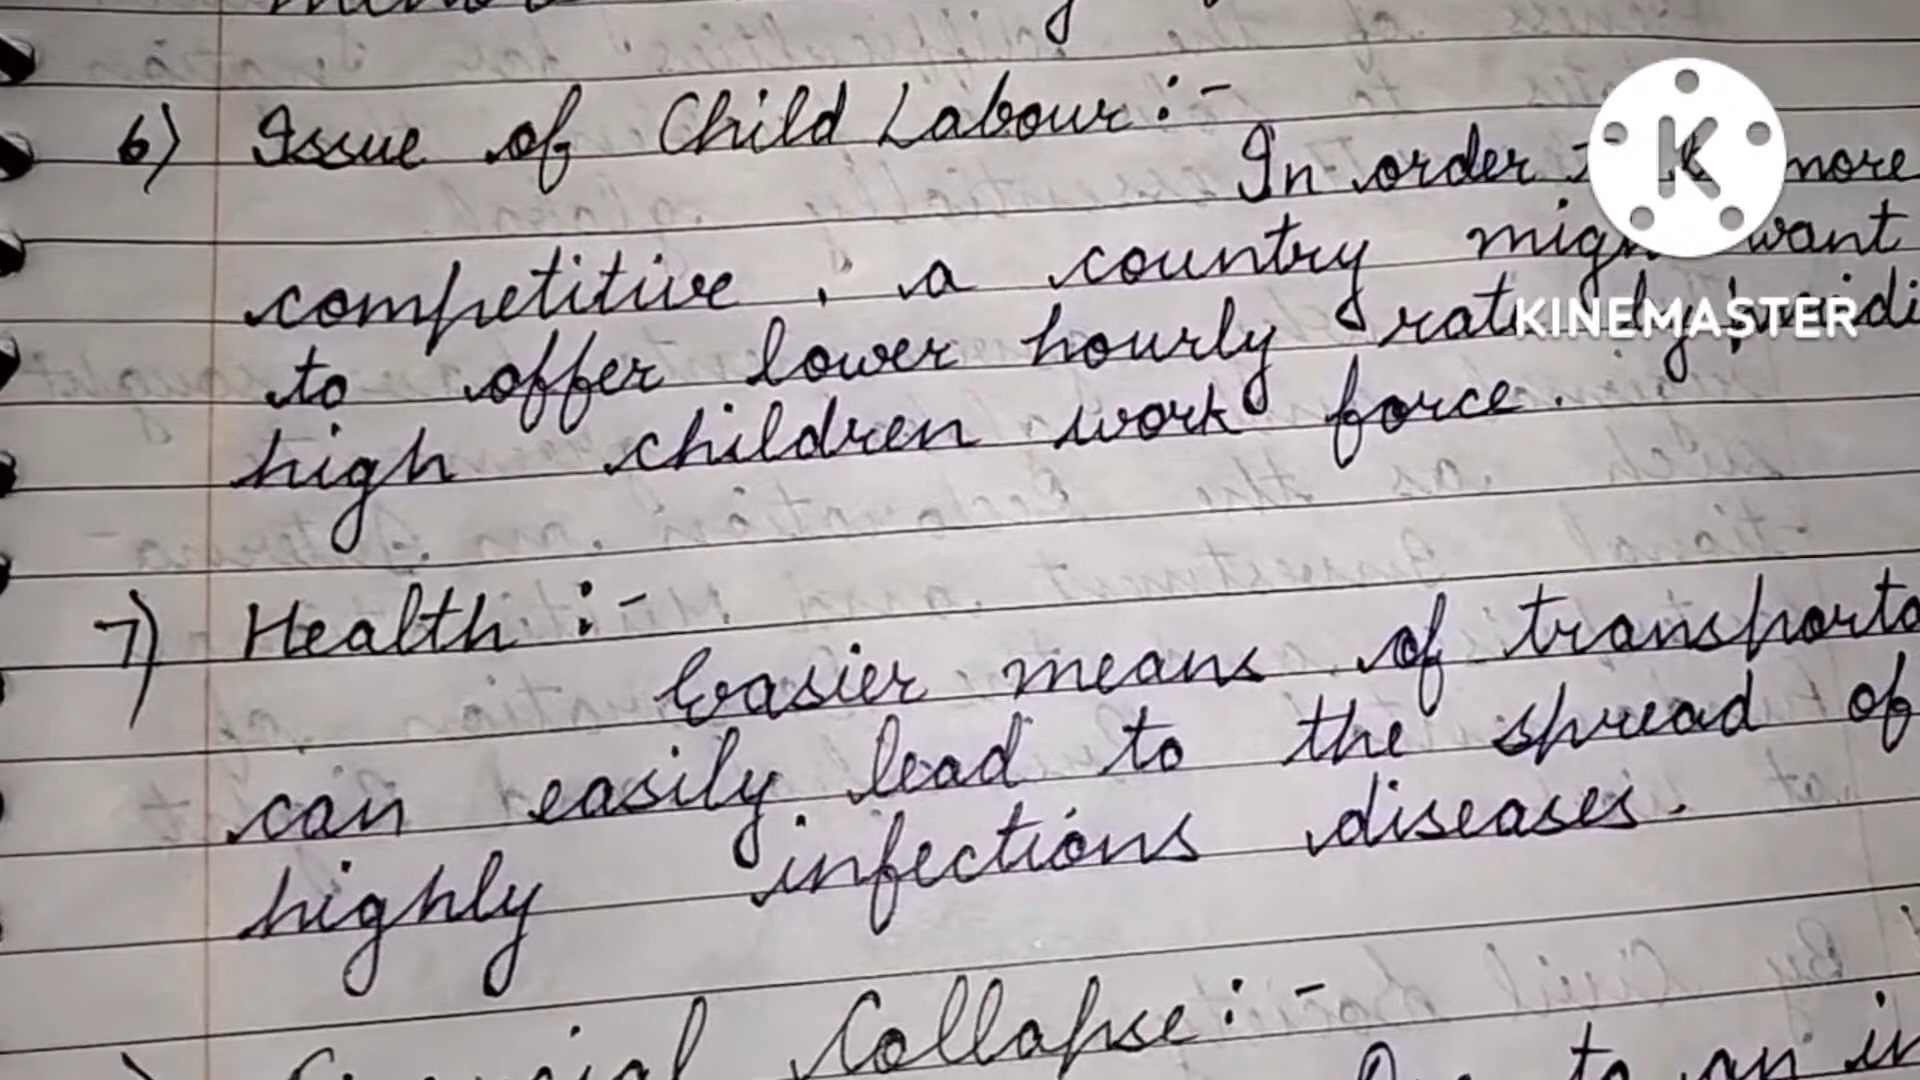 6) Issue of Child Labour :-
In order more
competitive , a country might want
to offer lower hourly
high children work force.
7) Health :-
Easier means of transporta
can easily lead to the spread of
highly infections diseases.
Collapse :-
to an in
K
KINEMASTER